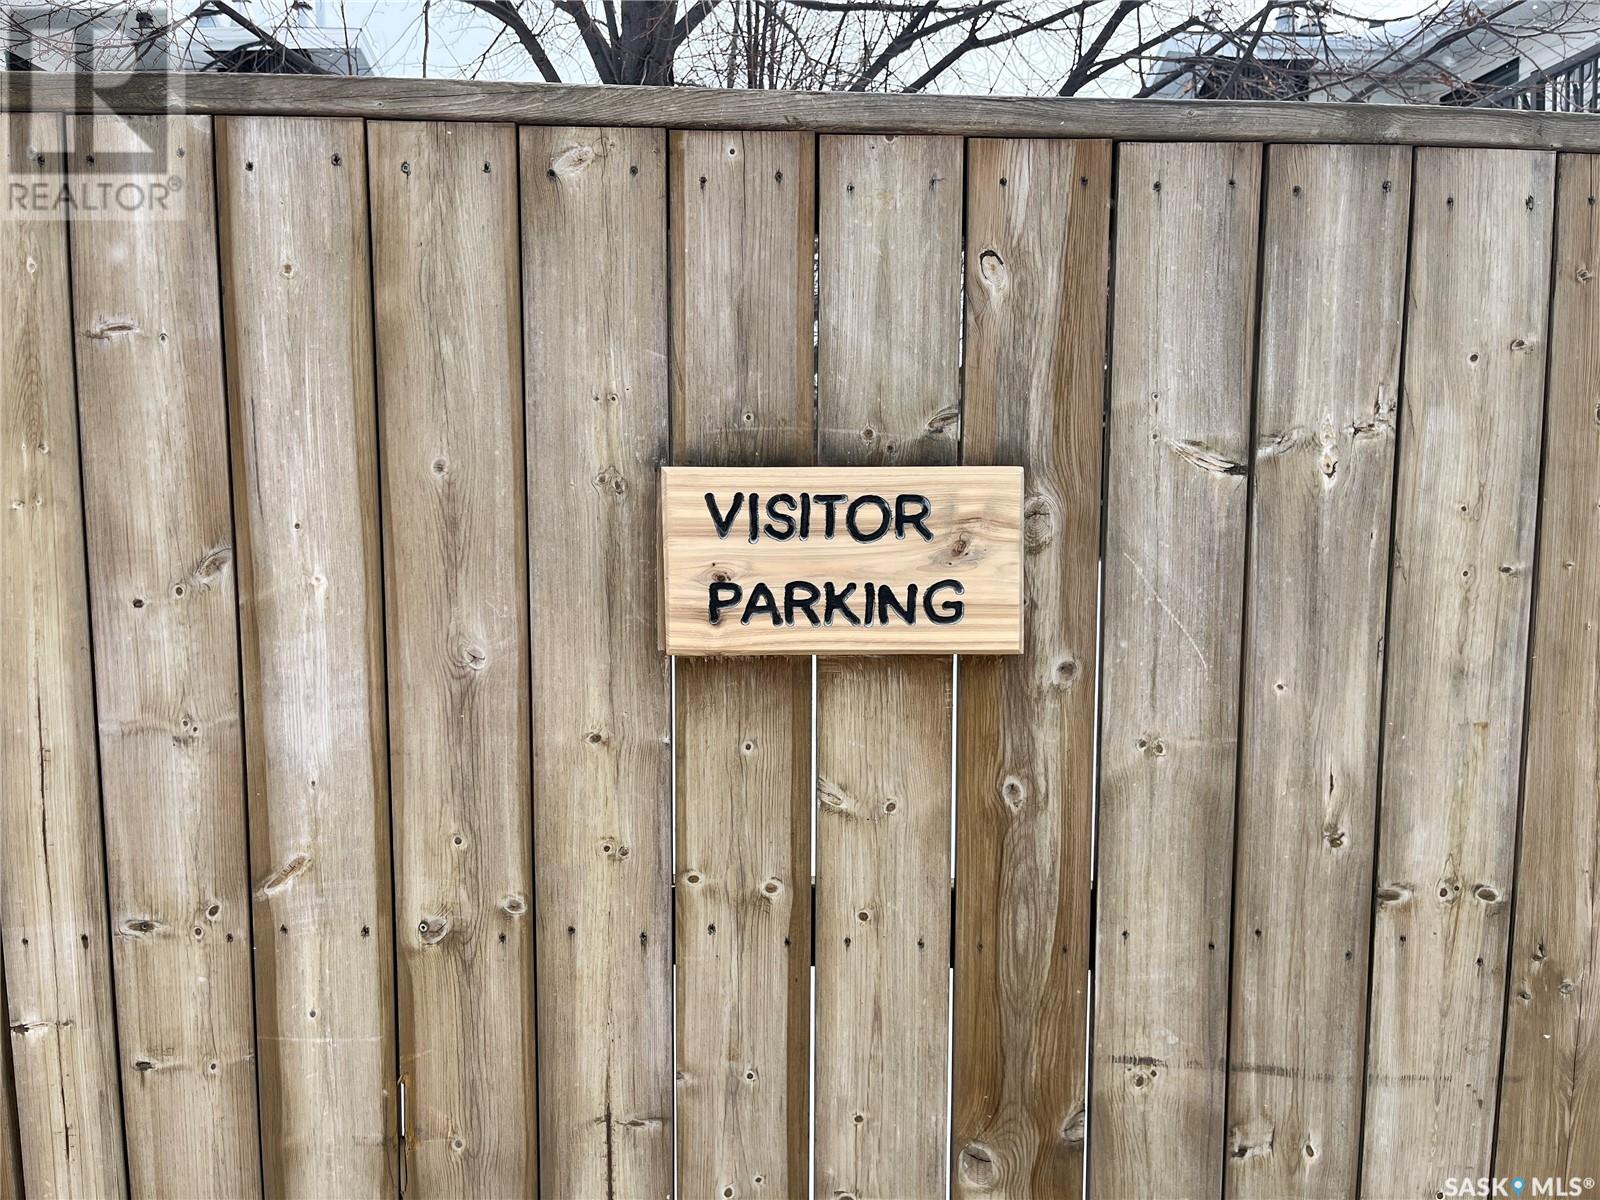 REALTOR®
VISITOR
PARKING
SASK MLS®